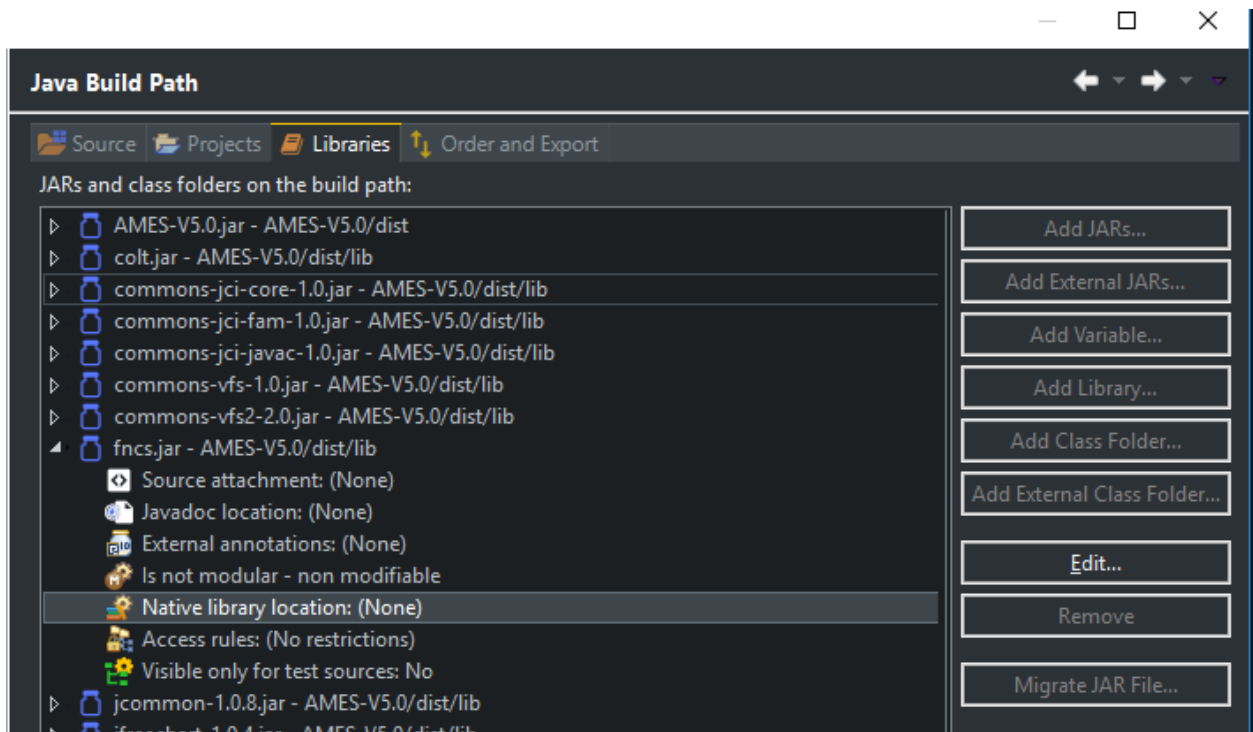 Java Build Path
Source Projects Libraries Order and Export
JARs and class folders on the build path:
AMES-V5.0.jar - AMES-V5.0/dist
colt.jar - AMES-V5.0/dist/lib
commons-jci-core-1.0.jar - AMES-V5.0/dist/lib
commons-jci-fam-1.0.jar - AMES-V5.0/dist/lib
commons-jci-javac-1.0.jar - AMES-V5.0/dist/lib
commons-vfs-1.0.jar - AMES-V5.0/dist/lib
commons-vfs2-2.0.jar - AMES-V5.0/dist/lib
fncs.jar - AMES-V5.0/dist/lib
Source attachment: (None)
Javadoc location: (None)
External annotations: (None)
Is not modular - non modifiable
Native library location: (None)
Access rules: (No restrictions)
Visible only for test sources: No
jcommon-1.0.8.jar - AMES-V5.0/dist/lib
Add JARs...
Add External JARs...
Add Variable...
Add Library...
Add Class Folder...
Add External Class Folder...
Edit...
Remove
Migrate JAR File...